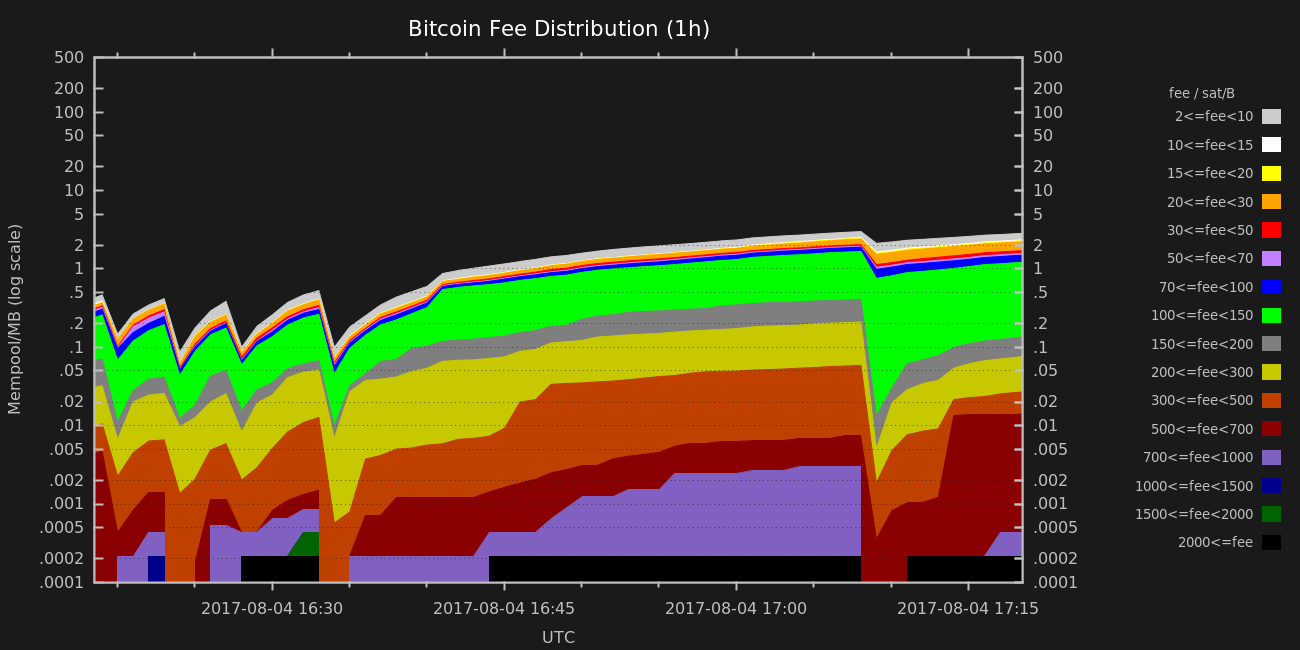 Bitcoin Fee Distribution (1h)
Mempool/MB (log scale)
500
200
100
50
20
10
5
2
1
.5
.2
.1
.05
.02
.01
.005
.002
.001
.0005
.0002
.0001
500
200
100
50
20
10
5
2
1
.5
.2
.1
.05
.02
.01
.005
.002
.001
.0005
.0002
.0001
2017-08-04 16:30
2017-08-04 16:45
2017-08-04 17:00
2017-08-04 17:15
UTC
fee / sat/B
2<=fee<10
10<=fee<15
15<=fee<20
20<=fee<30
30<=fee<50
50<=fee<70
70<=fee<100
100<=fee<150
150<=fee<200
200<=fee<300
300<=fee<500
500<=fee<700
700<=fee<1000
1000<=fee<1500
1500<=fee<2000
2000<=fee